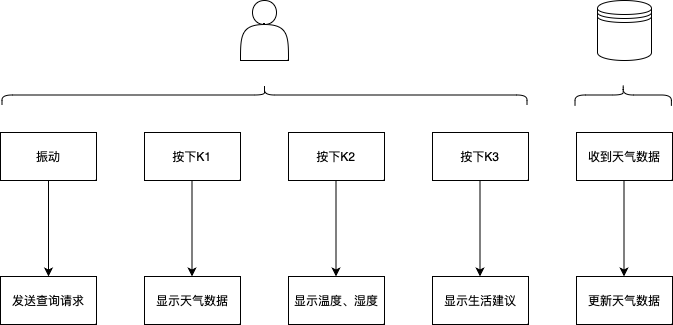 振动
按下K1
按下K2
按下K3
收到天气数据
发送查询请求
显示天气数据
显示温度、湿度
显示生活建议
更新天气数据